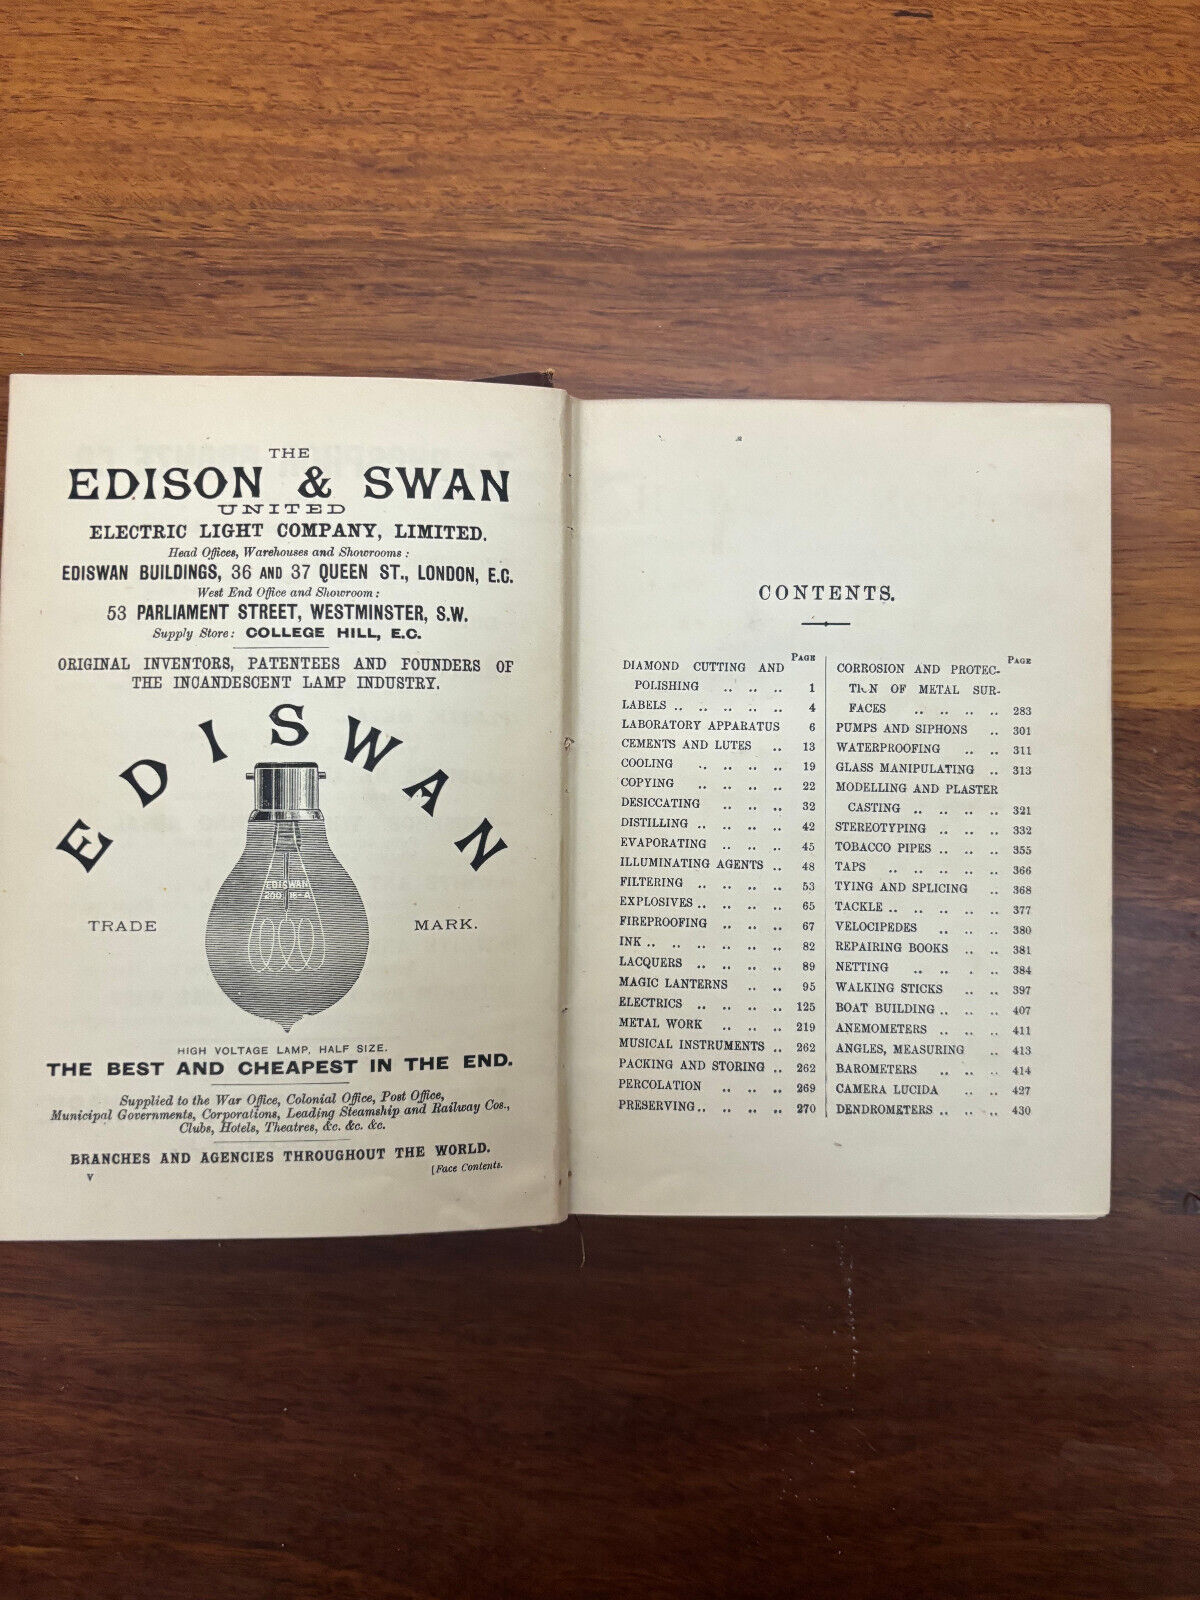 THE
EDISON & SWAN
UNITED
ELECTRIC LIGHT COMPANY, LIMITED.
Head Offices, Warehouses and Showrooms :
EDISWAN BUILDINGS, 36 AND 37 QUEEN ST., LONDON, E.C.
West End Office and Showroom :
53 PARLIAMENT STREET, WESTMINSTER, S.W.
Supply Store: COLLEGE HILL, E.C.
ORIGINAL INVENTORS, PATENTEES AND FOUNDERS OF
THE INCANDESCENT LAMP INDUSTRY.
EDISWAN
EDISWAN
TRADE MARK.
HIGH VOLTAGE LAMP, HALF SIZE.
THE BEST AND CHEAPEST IN THE END.
Supplied to the War Office, Colonial Office, Post Office,
Municipal Governments, Corporations, Leading Steamship and Railway Cos.,
Clubs, Hotels, Theatres, &c. &c. &c.
BRANCHES AND AGENCIES THROUGHOUT THE WORLD.
v [Face Contents.
CONTENTS.
PAGE
DIAMOND CUTTING AND
POLISHING .. .. .. 1
LABELS .. .. .. .. .. 4
LABORATORY APPARATUS 6
CEMENTS AND LUTES .. 13
COOLING .. .. .. .. 19
COPYING .. .. .. .. 22
DESICCATING .. .. .. 32
DISTILLING .. .. .. .. 42
EVAPORATING .. .. .. 45
ILLUMINATING AGENTS .. 48
FILTERING .. .. .. .. 53
EXPLOSIVES .. .. .. .. 65
FIREPROOFING .. .. .. 67
INK .. .. .. .. .. .. 82
LACQUERS .. .. .. .. 89
MAGIC LANTERNS .. .. 95
ELECTRICS .. .. .. .. 125
METAL WORK .. .. .. 219
MUSICAL INSTRUMENTS .. 262
PACKING AND STORING .. 262
PERCOLATION .. .. .. 269
PRESERVING .. .. .. .. 270
PAGE
CORROSION AND PROTEC-
TION OF METAL SUR-
FACES .. .. .. .. 283
PUMPS AND SIPHONS .. 301
WATERPROOFING .. .. 311
GLASS MANIPULATING .. 313
MODELLING AND PLASTER
CASTING .. .. .. .. 321
STEREOTYPING .. .. .. 332
TOBACCO PIPES .. .. .. 355
TAPS .. .. .. .. .. 366
TYING AND SPLICING .. 368
TACKLE .. .. .. .. .. 377
VELOCIPEDES .. .. .. 380
REPAIRING BOOKS .. .. 381
NETTING .. .. . .. 384
WALKING STICKS .. .. 397
BOAT BUILDING .. .. .. 407
ANEMOMETERS .. .. .. 411
ANGLES, MEASURING .. 413
BAROMETERS .. .. .. 414
CAMERA LUCIDA .. .. 427
DENDROMETERS .. .. .. 430